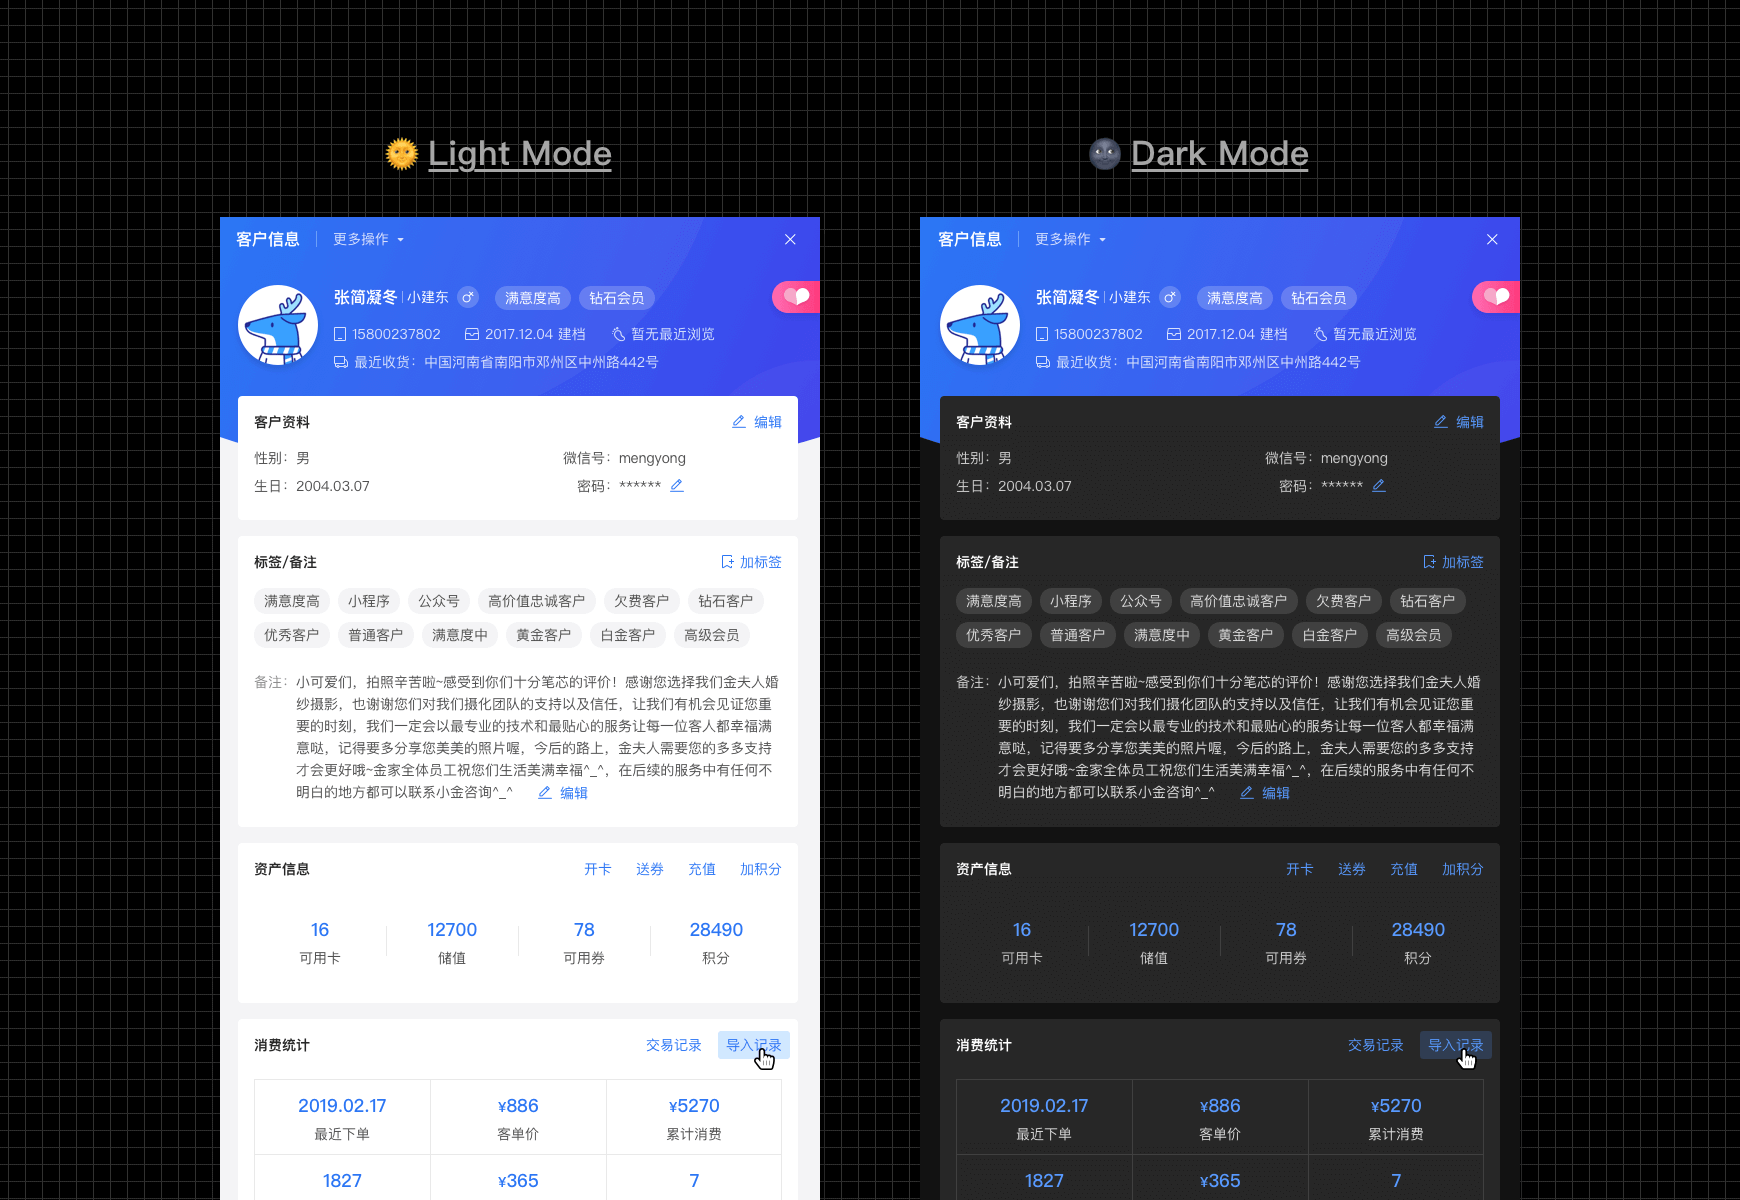 Light Mode
客户信息 更多操作
张简凝冬 小建东 满意度高 钻石会员
15800237802 2017.12.04 建档 暂无最近浏览
最近收货：中国河南省南阳市邓州区中州路442号
客户资料 编辑
性别：男 微信号：mengyong
生日：2004.03.07 密码：******
标签/备注 加标签
满意度高 小程序 公众号 高价值忠诚客户 欠费客户 钻石客户
优秀客户 普通客户 满意度中 黄金客户 白金客户 高级会员
备注：小可爱们，拍照辛苦啦~感受到你们十分笔芯的评价！感谢您选择我们金夫人婚
纱摄影，也谢谢您们对我们摄化团队的支持以及信任，让我们有机会见证您重
要的时刻，我们一定会以最专业的技术和最贴心的服务让每一位客人都幸福满
意哒，记得要多分享您美美的照片喔，今后的路上，金夫人需要您的多多支持
才会更好哦~金家全体员工祝您们生活美满幸福^_^，在后续的服务中有任何不
明白的地方都可以联系小金咨询^_^ 编辑
资产信息 开卡 送券 充值 加积分
16 12700 78 28490
可用卡 储值 可用券 积分
消费统计 交易记录 导入记录
2019.02.17 ¥886 ¥5270
最近下单 客单价 累计消费
1827 ¥365 7
Dark Mode
客户信息 更多操作
张简凝冬 小建东 满意度高 钻石会员
15800237802 2017.12.04 建档 暂无最近浏览
最近收货：中国河南省南阳市邓州区中州路442号
客户资料 编辑
性别：男 微信号：mengyong
生日：2004.03.07 密码：******
标签/备注 加标签
满意度高 小程序 公众号 高价值忠诚客户 欠费客户 钻石客户
优秀客户 普通客户 满意度中 黄金客户 白金客户 高级会员
备注：小可爱们，拍照辛苦啦~感受到你们十分笔芯的评价！感谢您选择我们金夫人婚
纱摄影，也谢谢您们对我们摄化团队的支持以及信任，让我们有机会见证您重
要的时刻，我们一定会以最专业的技术和最贴心的服务让每一位客人都幸福满
意哒，记得要多分享您美美的照片喔，今后的路上，金夫人需要您的多多支持
才会更好哦~金家全体员工祝您们生活美满幸福^_^，在后续的服务中有任何不
明白的地方都可以联系小金咨询^_^ 编辑
资产信息 开卡 送券 充值 加积分
16 12700 78 28490
可用卡 储值 可用券 积分
消费统计 交易记录 导入记录
2019.02.17 ¥886 ¥5270
最近下单 客单价 累计消费
1827 ¥365 7